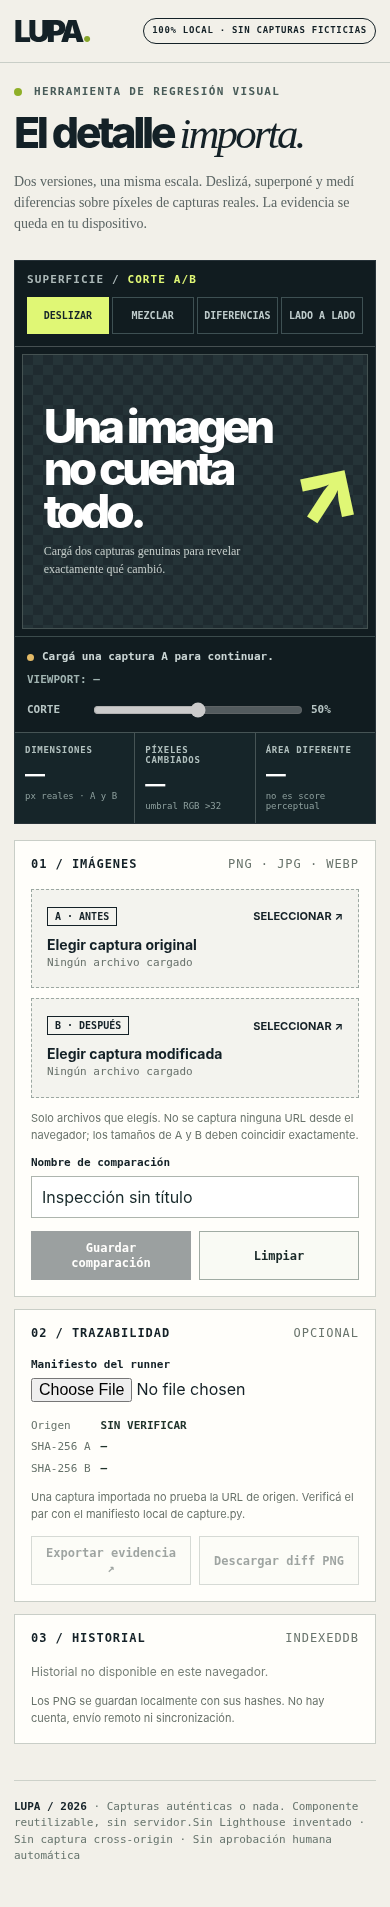 LUPA.
100% LOCAL · SIN CAPTURAS FICTICIAS
HERRAMIENTA DE REGRESIÓN VISUAL
El detalle importa.
Dos versiones, una misma escala. Deslizá, superponé y medí
diferencias sobre píxeles de capturas reales. La evidencia se
queda en tu dispositivo.
SUPERFICIE / CORTE A/B
DESLIZAR MEZCLAR DIFERENCIAS LADO A LADO
Una imagen
no cuenta
todo.
Cargá dos capturas genuinas para revelar
exactamente qué cambió.
Cargá una captura A para continuar.
VIEWPORT: —
CORTE 50%
DIMENSIONES
—
px reales · A y B
PÍXELES
CAMBIADOS
—
umbral RGB >32
ÁREA DIFERENTE
—
no es score
perceptual
01 / IMÁGENES PNG · JPG · WEBP
A · ANTES SELECCIONAR ↗
Elegir captura original
Ningún archivo cargado
B · DESPUÉS SELECCIONAR ↗
Elegir captura modificada
Ningún archivo cargado
Solo archivos que elegís. No se captura ninguna URL desde el
navegador; los tamaños de A y B deben coincidir exactamente.
Nombre de comparación
Inspección sin título
Guardar
comparación
Limpiar
02 / TRAZABILIDAD OPCIONAL
Manifiesto del runner
Choose File No file chosen
Origen SIN VERIFICAR
SHA-256 A —
SHA-256 B —
Una captura importada no prueba la URL de origen. Verificá el
par con el manifiesto local de capture.py.
Exportar evidencia
↗
Descargar diff PNG
03 / HISTORIAL INDEXEDDB
Historial no disponible en este navegador.
Los PNG se guardan localmente con sus hashes. No hay
cuenta, envío remoto ni sincronización.
LUPA / 2026 · Capturas auténticas o nada. Componente
reutilizable, sin servidor.Sin Lighthouse inventado ·
Sin captura cross-origin · Sin aprobación humana
automática